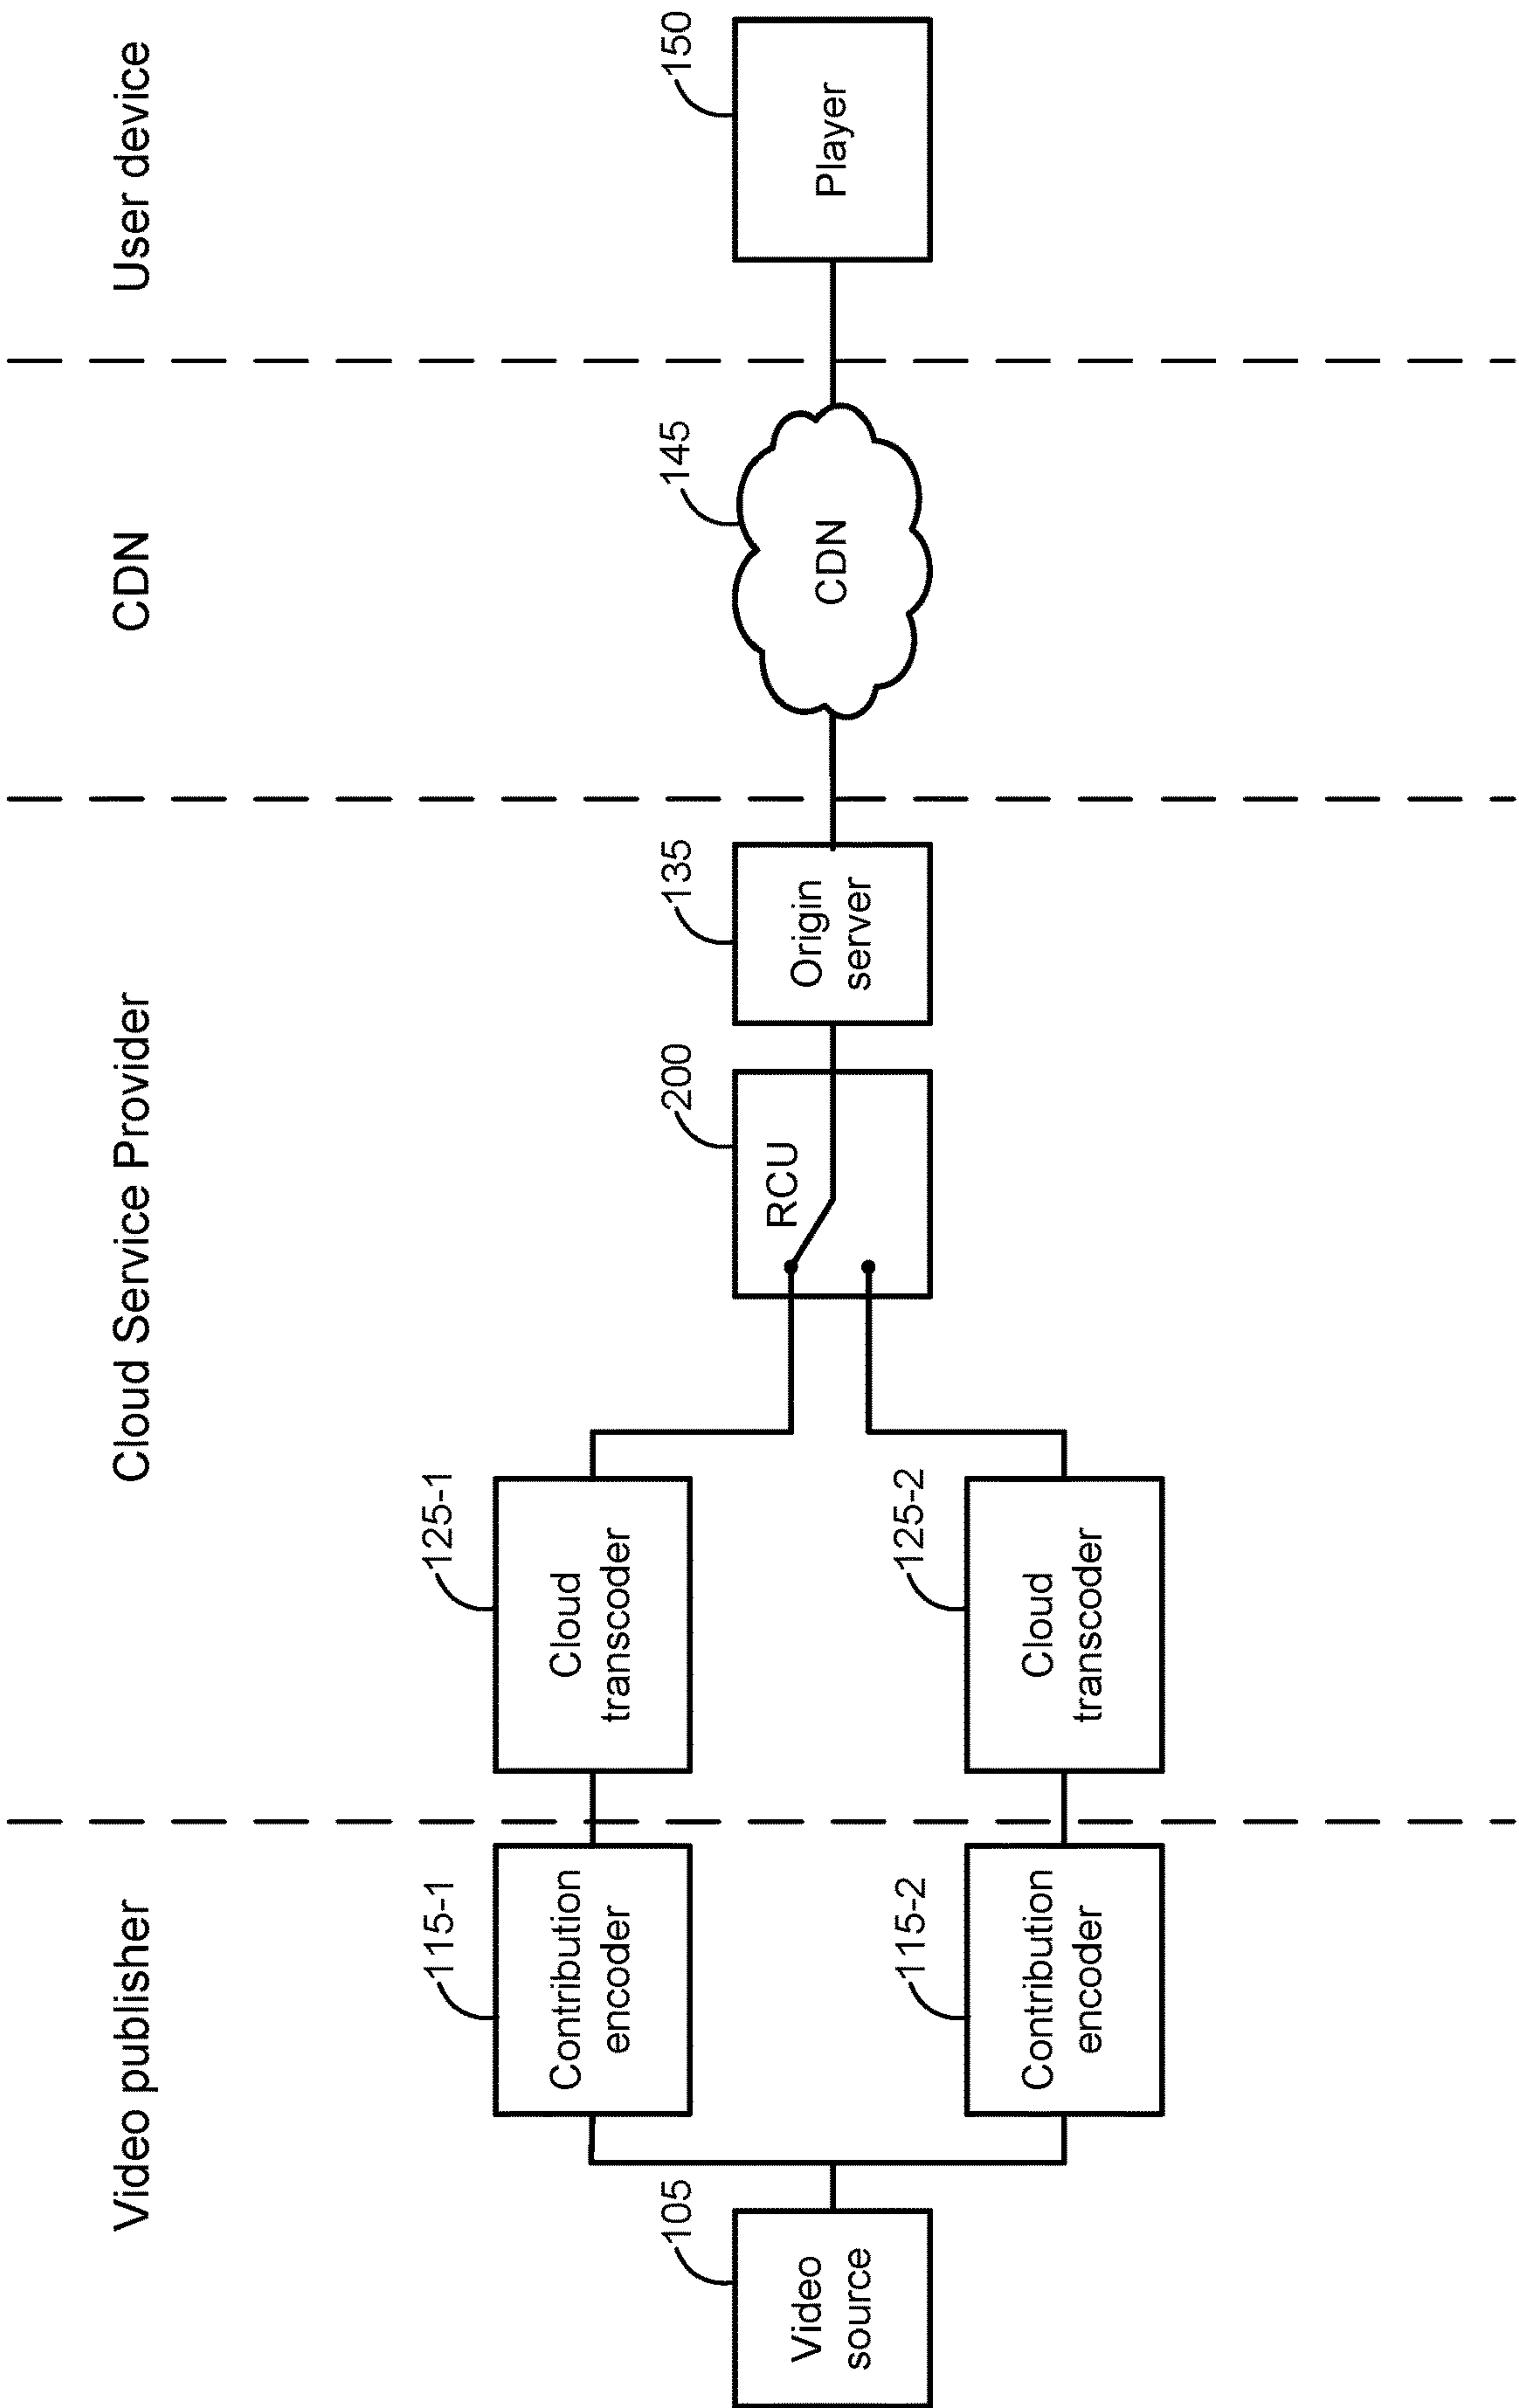 Video publisher
Cloud Service Provider
CDN
User device
105
Video
source
115-1
Contribution
encoder
115-2
Contribution
encoder
125-1
Cloud
transcoder
125-2
Cloud
transcoder
200
RCU
135
Origin
server
145
CDN
150
Player